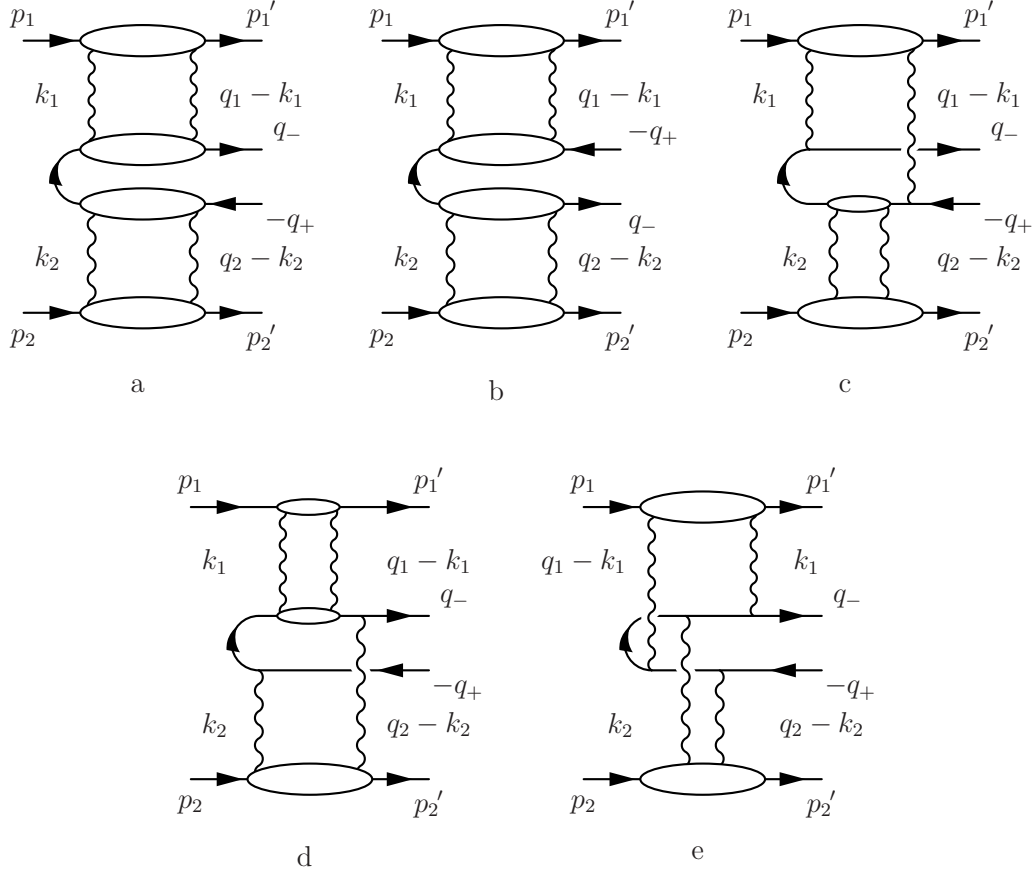 p₁ p₁′ p₁ p₁′ p₁ p₁′
k₁ q₁ − k₁ k₁ q₁ − k₁ k₁ q₁ − k₁
q₋ −q₊ q₋
−q₊ q₋ −q₊
k₂ q₂ − k₂ k₂ q₂ − k₂ k₂ q₂ − k₂
p₂ p₂′ p₂ p₂′ p₂ p₂′
a b c
p₁ p₁′ p₁ p₁′
k₁ q₁ − k₁ q₁ − k₁ k₁
q₋ q₋
−q₊ −q₊
k₂ q₂ − k₂ k₂ q₂ − k₂
p₂ p₂′ p₂ p₂′
d e